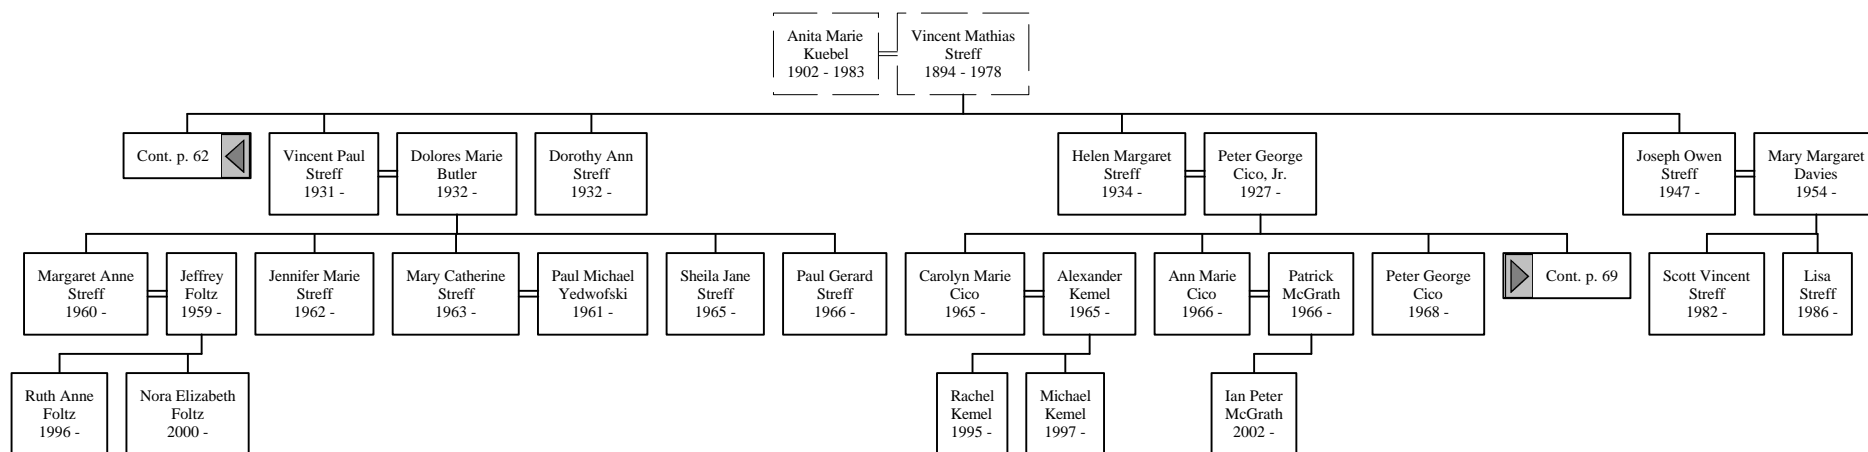 Anita Marie
Kuebel
1902 - 1983
Vincent Mathias
Streff
1894 - 1978
Cont. p. 62
Vincent Paul
Streff
1931 -
Dolores Marie
Butler
1932 -
Dorothy Ann
Streff
1932 -
Helen Margaret
Streff
1934 -
Peter George
Cico, Jr.
1927 -
Joseph Owen
Streff
1947 -
Mary Margaret
Davies
1954 -
Margaret Anne
Streff
1960 -
Jeffrey
Foltz
1959 -
Jennifer Marie
Streff
1962 -
Mary Catherine
Streff
1963 -
Paul Michael
Yedwofski
1961 -
Sheila Jane
Streff
1965 -
Paul Gerard
Streff
1966 -
Carolyn Marie
Cico
1965 -
Alexander
Kemel
1965 -
Ann Marie
Cico
1966 -
Patrick
McGrath
1966 -
Peter George
Cico
1968 -
Cont. p. 69
Scott Vincent
Streff
1982 -
Lisa
Streff
1986 -
Ruth Anne
Foltz
1996 -
Nora Elizabeth
Foltz
2000 -
Rachel
Kemel
1995 -
Michael
Kemel
1997 -
Ian Peter
McGrath
2002 -